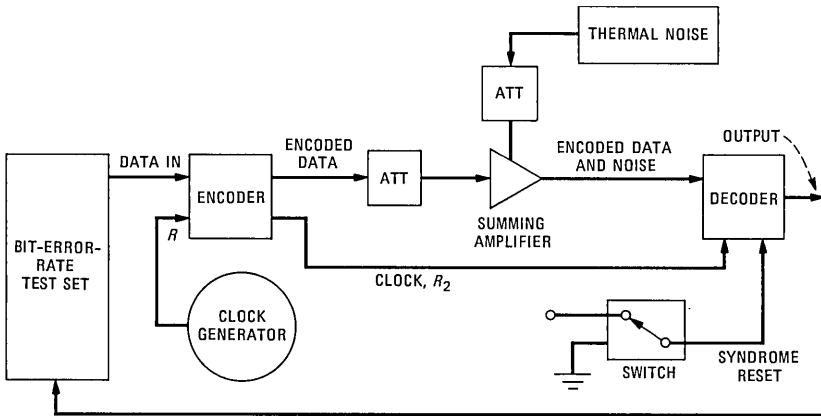 THERMAL NOISE
ATT
ENCODED
DATA
ENCODED DATA
AND NOISE
OUTPUT
DATA IN
ENCODER
ATT
SUMMING
AMPLIFIER
DECODER
R
BIT-ERROR-
RATE
TEST SET
CLOCK, R2
CLOCK
GENERATOR
SWITCH
SYNDROME
RESET